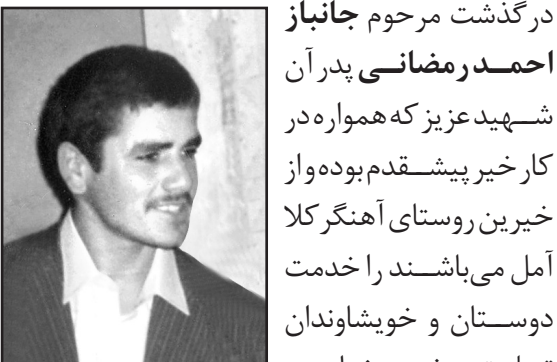 درگذشت مرحوم جانباز
احمد رمضانی پدر آن
شهید عزیز که همواره در
کار خیر پیشقدم بوده و از
خیرین روستای آهنگر کلا
آمل می‌باشند را خدمت
دوستان و خویشاوندان